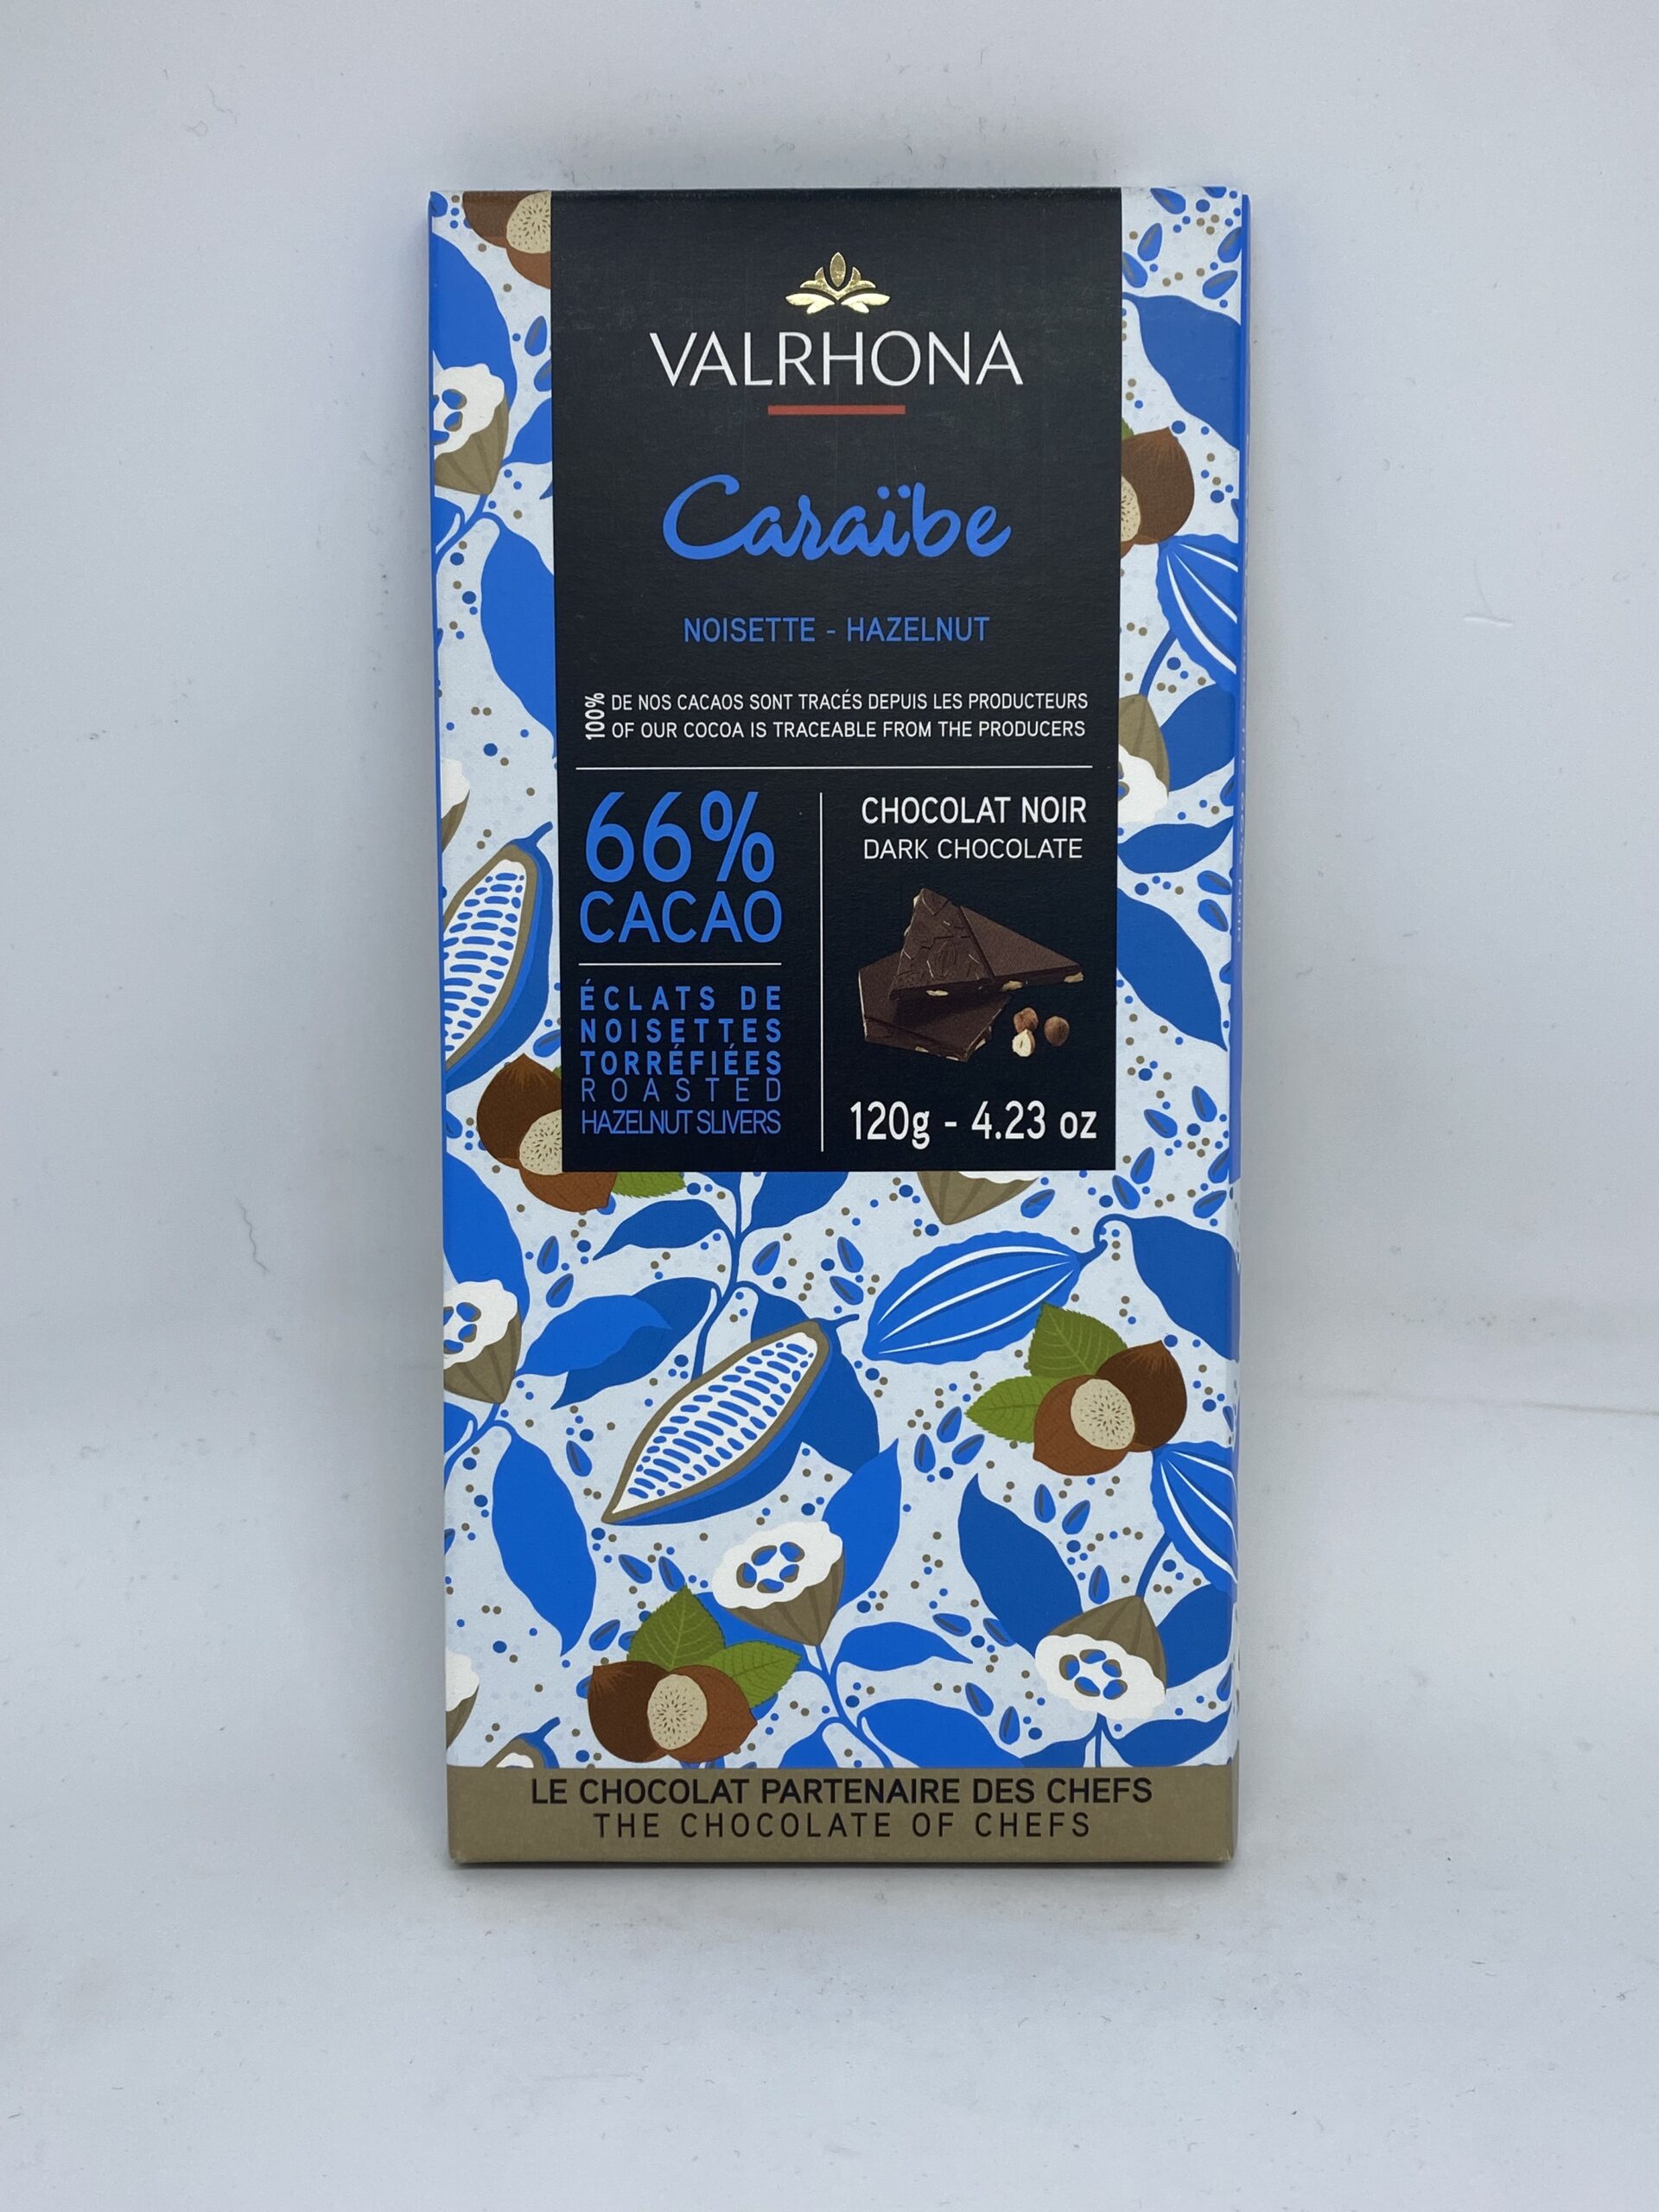 VALRHONA
Caraïbe
NOISETTE - HAZELNUT
100% DE NOS CACAOS SONT TRACÉS DEPUIS LES PRODUCTEURS
OF OUR COCOA IS TRACEABLE FROM THE PRODUCERS
66%
CACAO
ÉCLATS DE
NOISETTES
TORRÉFIÉES
ROASTED
HAZELNUT SLIVERS
CHOCOLAT NOIR
DARK CHOCOLATE
120g - 4.23 oz
LE CHOCOLAT PARTENAIRE DES CHEFS
THE CHOCOLATE OF CHEFS